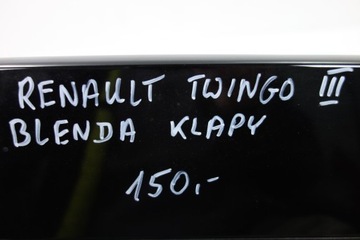 RENAULT TWINGO III
BLENDA KLAPY
150,-